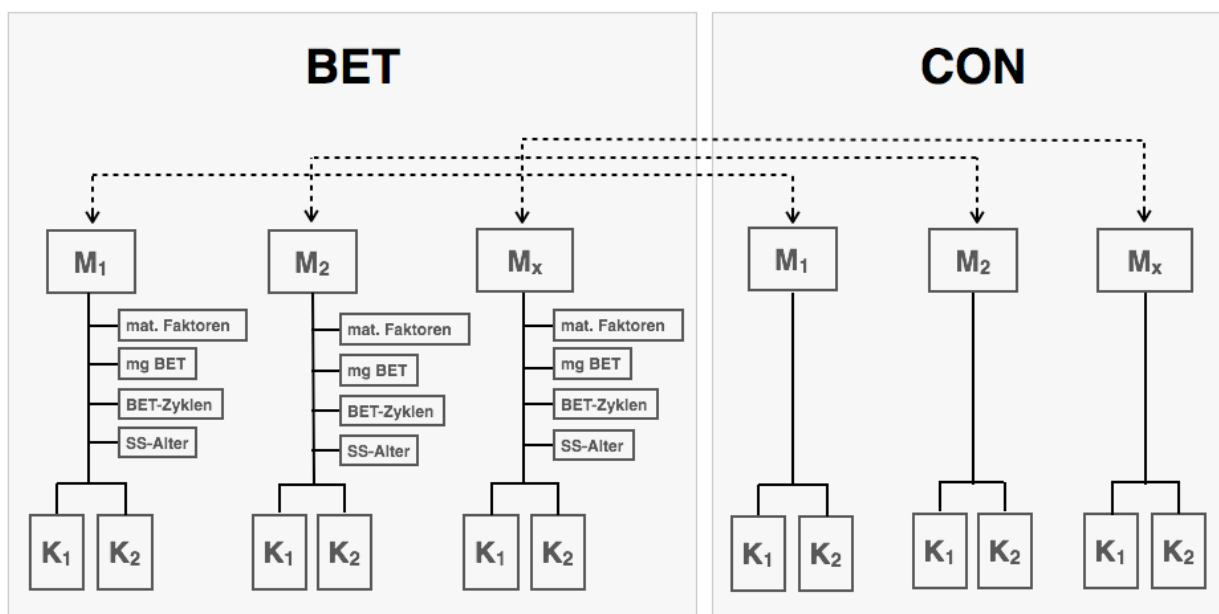 BET
CON
M₁
M₂
Mₓ
M₁
M₂
Mₓ
mat. Faktoren
mg BET
BET-Zyklen
SS-Alter
mat. Faktoren
mg BET
BET-Zyklen
SS-Alter
mat. Faktoren
mg BET
BET-Zyklen
SS-Alter
K₁
K₂
K₁
K₂
K₁
K₂
K₁
K₂
K₁
K₂
K₁
K₂